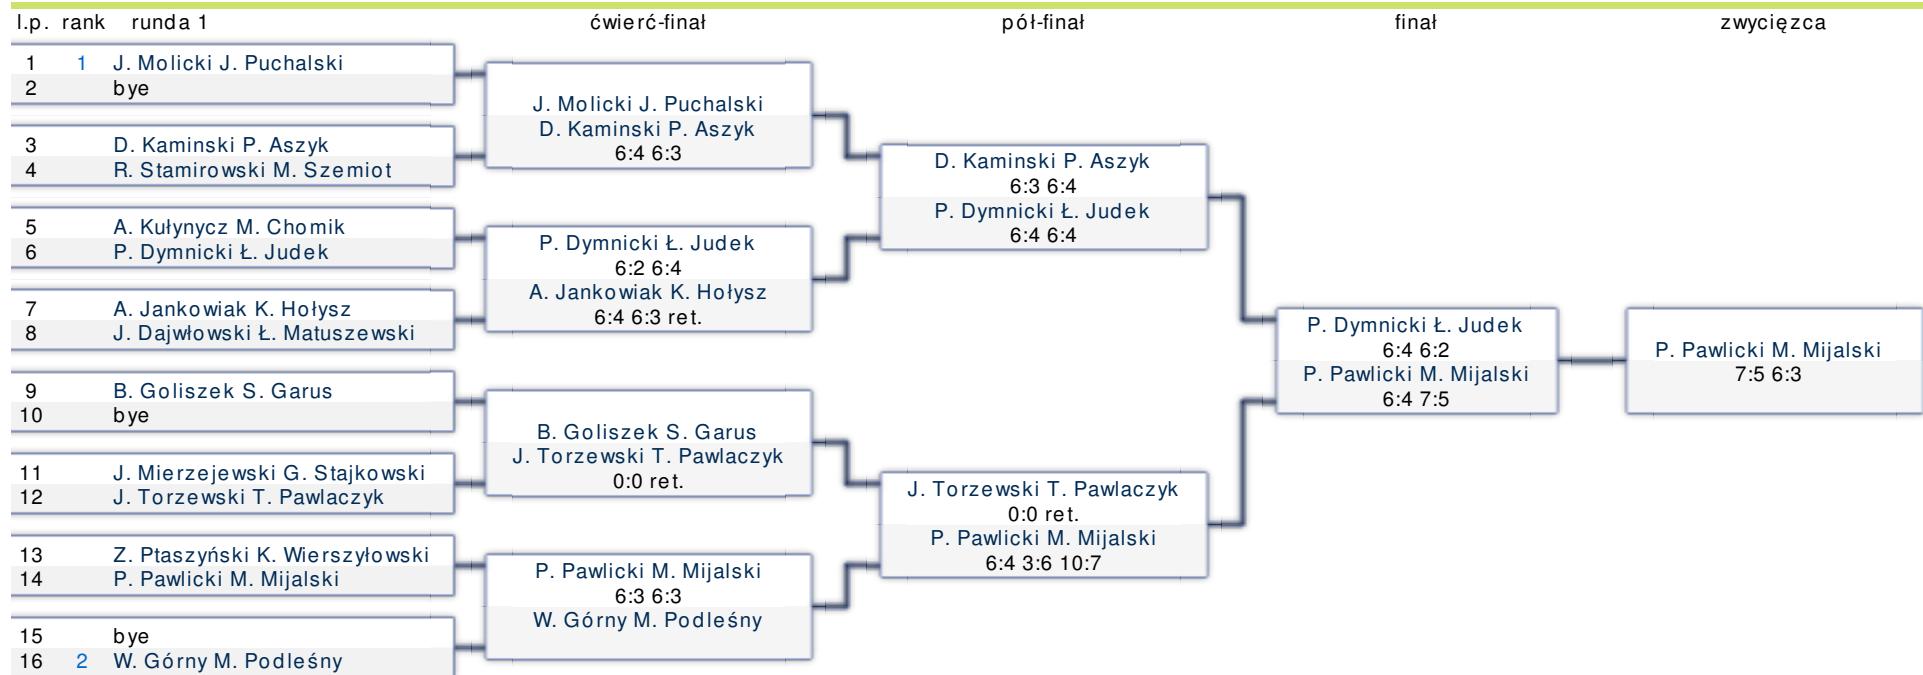 l.p. rank runda 1 ćwierć-finał pół-finał finał zwycięzca
1 1 J. Molicki J. Puchalski
2 bye
3 D. Kaminski P. Aszyk
4 R. Stamirowski M. Szemiot
5 A. Kułynycz M. Chomik
6 P. Dymnicki Ł. Judek
7 A. Jankowiak K. Hołysz
8 J. Dajwłowski Ł. Matuszewski
9 B. Goliszek S. Garus
10 bye
11 J. Mierzejewski G. Stajkowski
12 J. Torzewski T. Pawlaczyk
13 Z. Ptaszyński K. Wierszyłowski
14 P. Pawlicki M. Mijalski
15 bye
16 2 W. Górny M. Podleśny
J. Molicki J. Puchalski
D. Kaminski P. Aszyk
6:4 6:3
P. Dymnicki Ł. Judek
6:2 6:4
A. Jankowiak K. Hołysz
6:4 6:3 ret.
B. Goliszek S. Garus
J. Torzewski T. Pawlaczyk
0:0 ret.
P. Pawlicki M. Mijalski
6:3 6:3
W. Górny M. Podleśny
D. Kaminski P. Aszyk
6:3 6:4
P. Dymnicki Ł. Judek
6:4 6:4
J. Torzewski T. Pawlaczyk
0:0 ret.
P. Pawlicki M. Mijalski
6:4 3:6 10:7
P. Dymnicki Ł. Judek
6:4 6:2
P. Pawlicki M. Mijalski
6:4 7:5
P. Pawlicki M. Mijalski
7:5 6:3